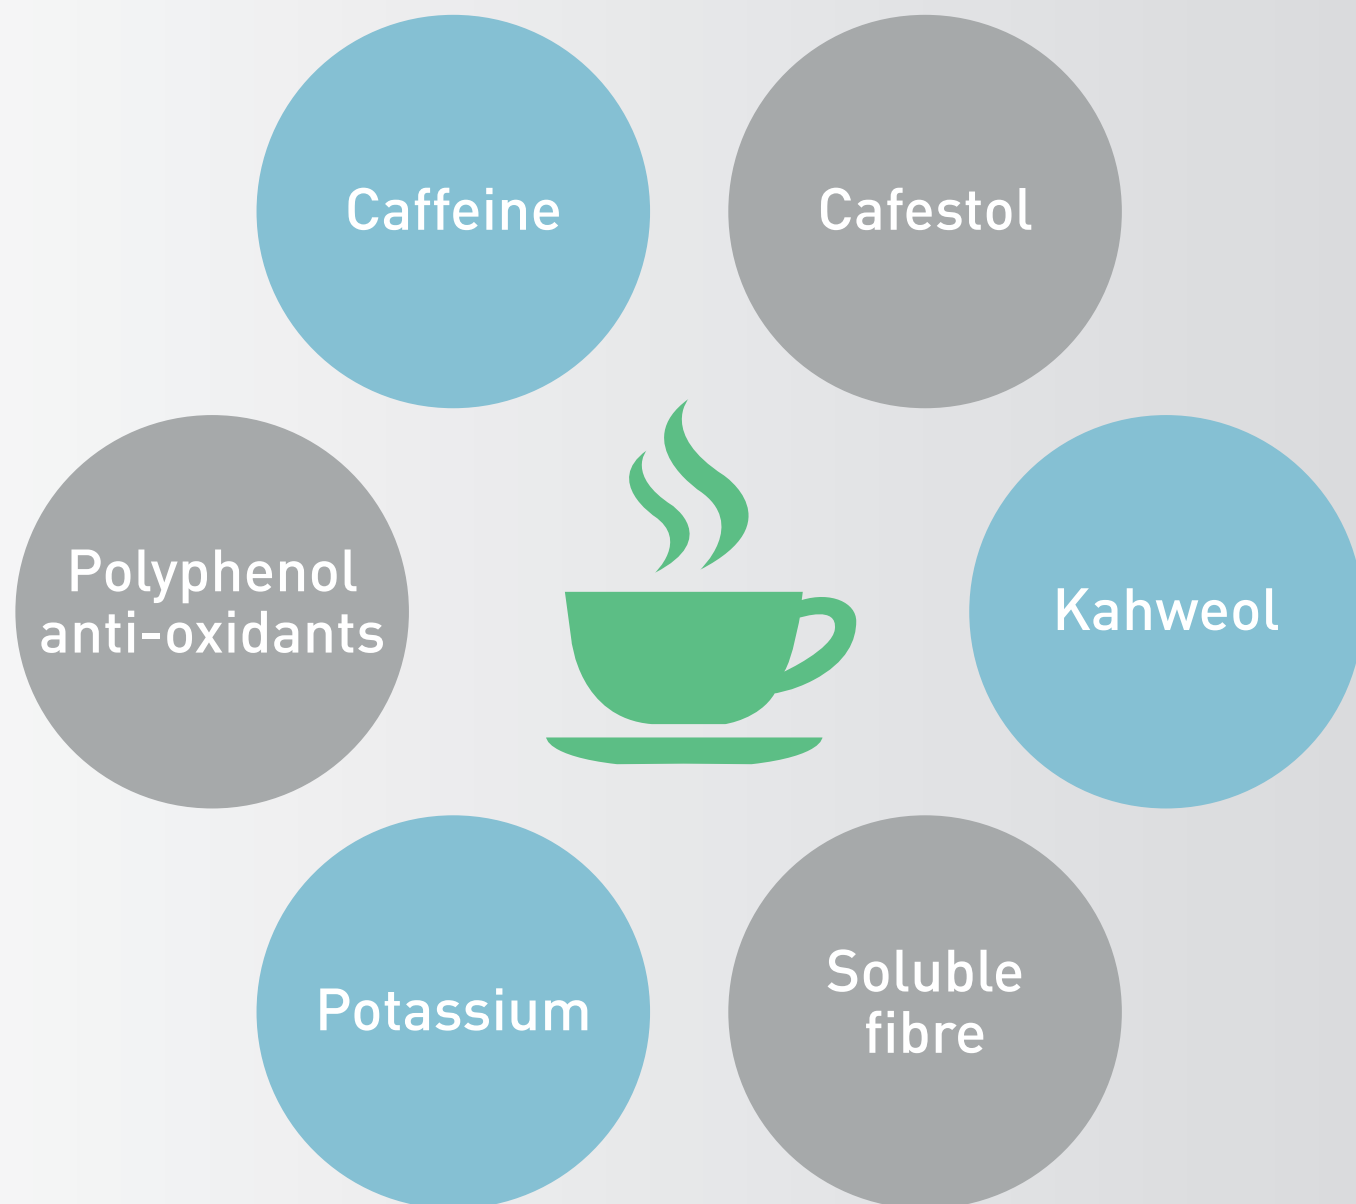 Caffeine
Cafestol
Polyphenol
anti-oxidants
Kahweol
Potassium
Soluble
fibre